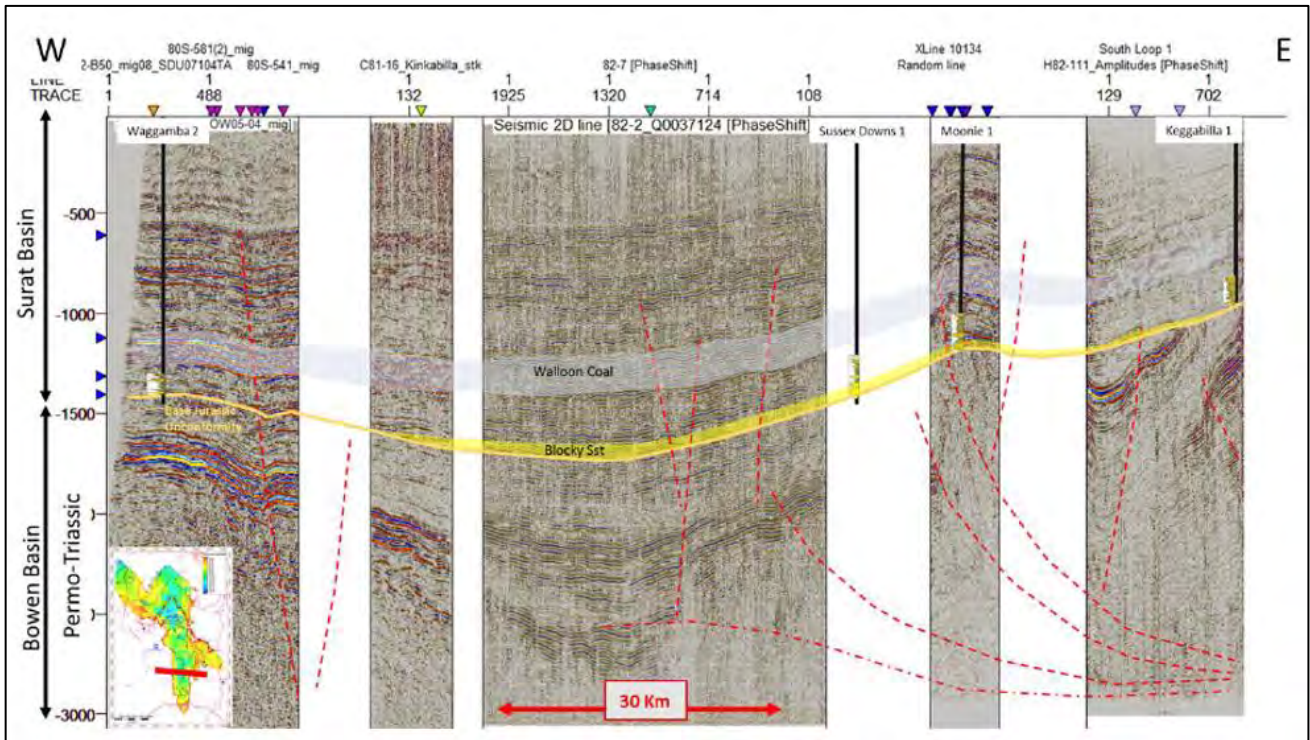 W
E
80S-581(2)_mig
2-B50_mig08_SDU07104TA 80S-541_mig
C81-16_Kinkabilla_stk
82-7 [PhaseShift]
XLine 10134
Random line
South Loop 1
H82-111_Amplitudes [PhaseShift]
LINE 1 1 1 1 1 1 1 1
TRACE 1 488 132 1925 1320 714 108 129 702
OW05-04_mig]
Seismic 2D line [82-2_Q0037124 [PhaseShift]
Waggamba 2
Sussex Downs 1
Moonie 1
Keggabilla 1
Surat Basin
-500
-1000
Walloon Coal
-1500
Base Jurassic
Unconformity
Blocky Sst
Bowen Basin
Permo-Triassic
30 Km
-3000